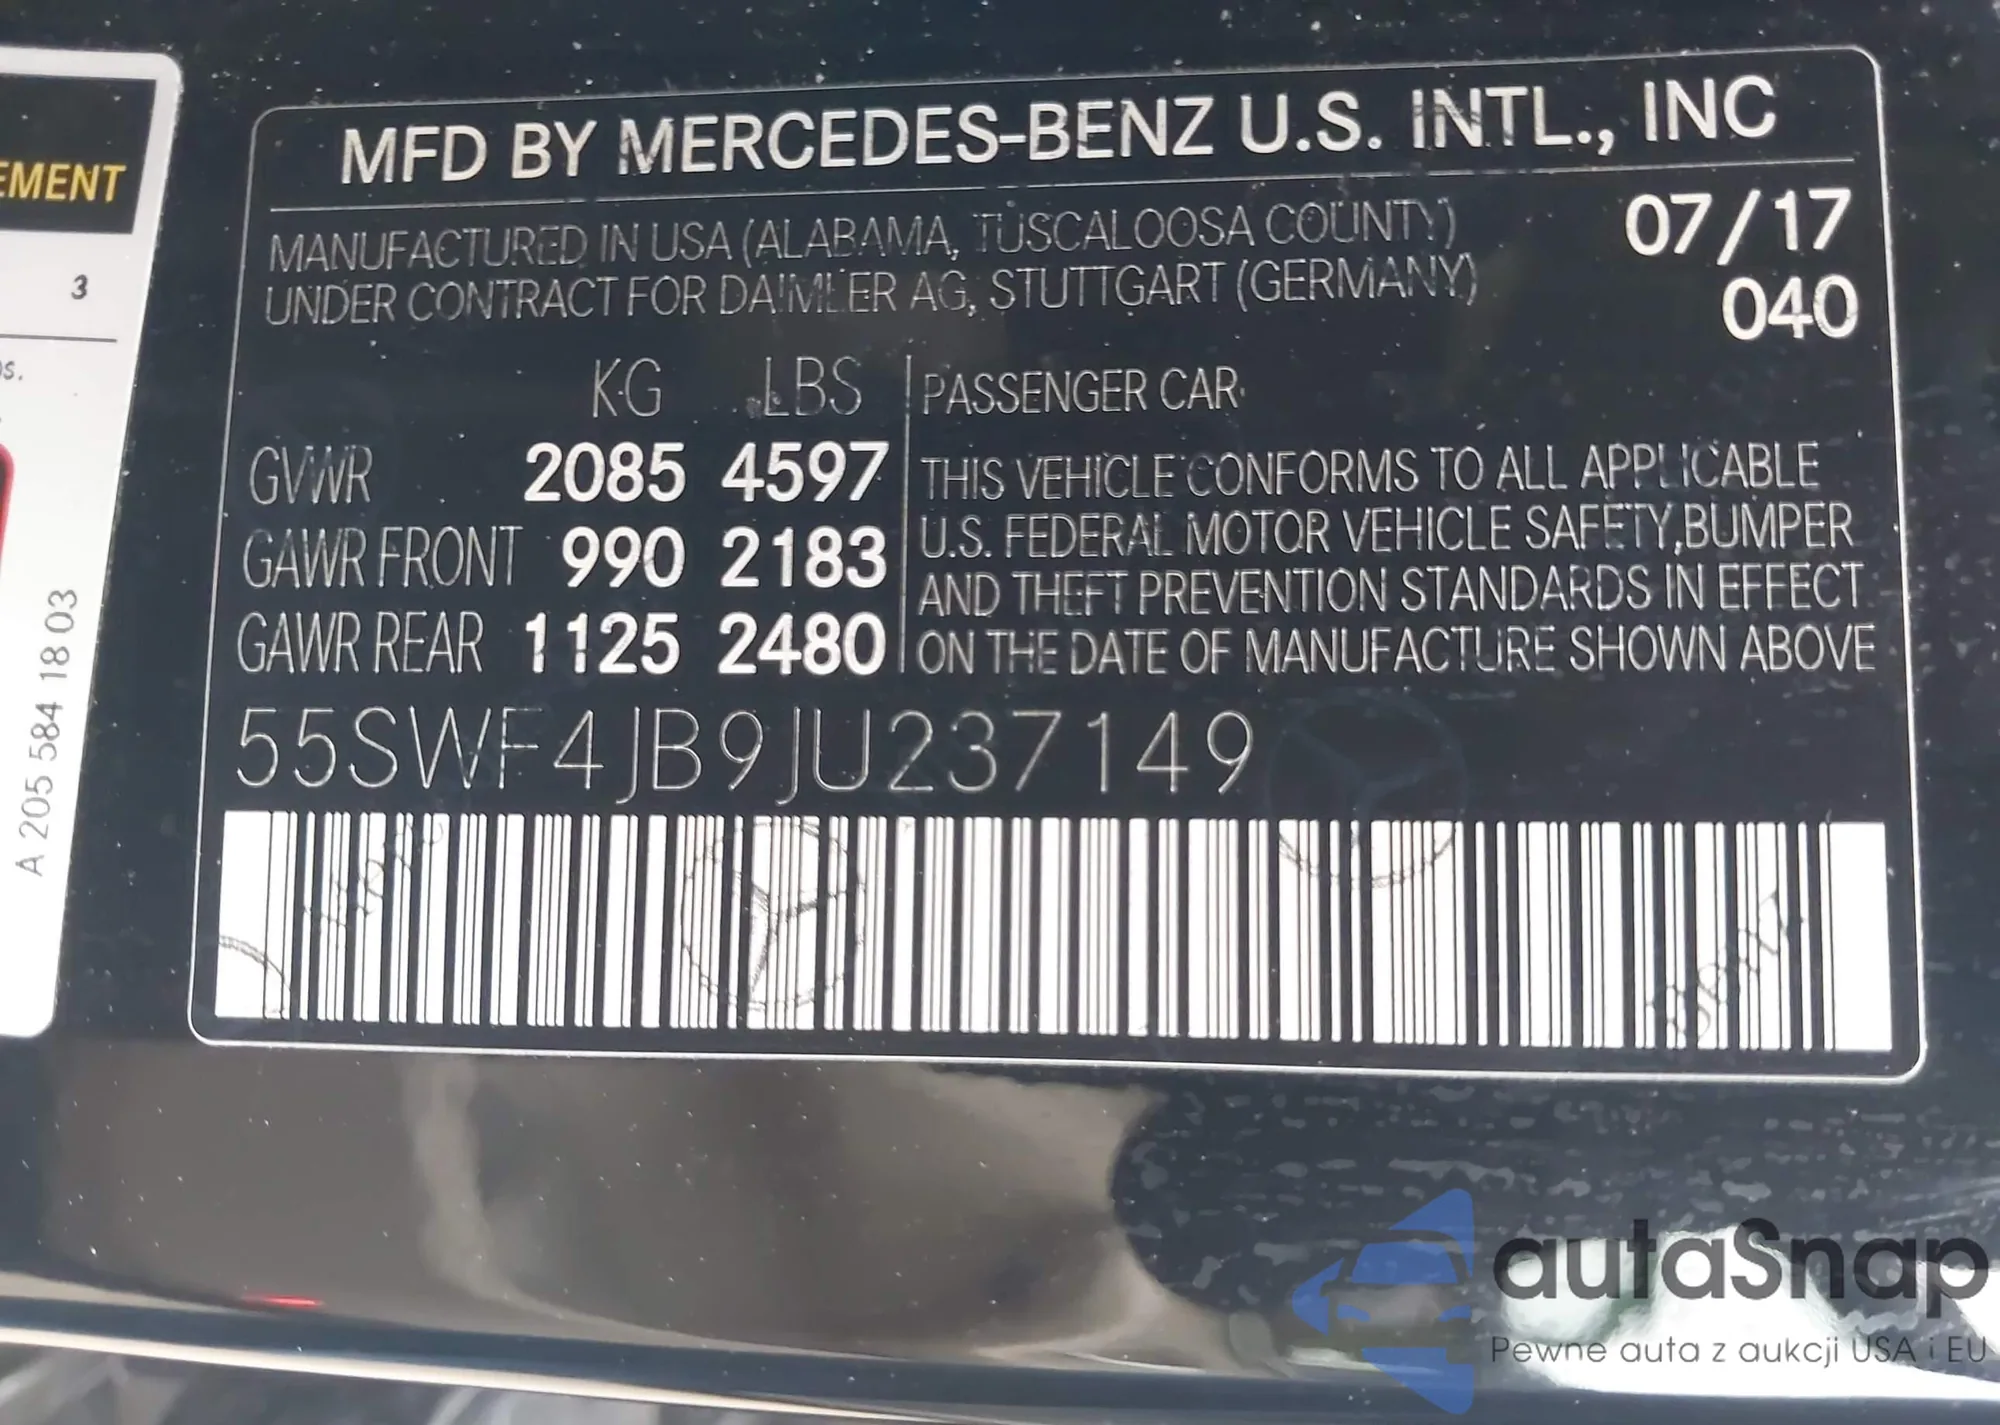 EMENT
3
A 205 584 18 03
MFD BY MERCEDES-BENZ U.S. INTL., INC
MANUFACTURED IN USA (ALABAMA, TUSCALOOSA COUNTY)
UNDER CONTRACT FOR DAIMLER AG, STUTTGART (GERMANY)
07/17
040
KG LBS
GVWR 2085 4597
GAWR FRONT 990 2183
GAWR REAR 1125 2480
PASSENGER CAR
THIS VEHICLE CONFORMS TO ALL APPLICABLE
U.S. FEDERAL MOTOR VEHICLE SAFETY,BUMPER
AND THEFT PREVENTION STANDARDS IN EFFECT
ON THE DATE OF MANUFACTURE SHOWN ABOVE
55SWF4JB9JU237149
Benz
autaSnap
Pewne auta z aukcji USA i EU